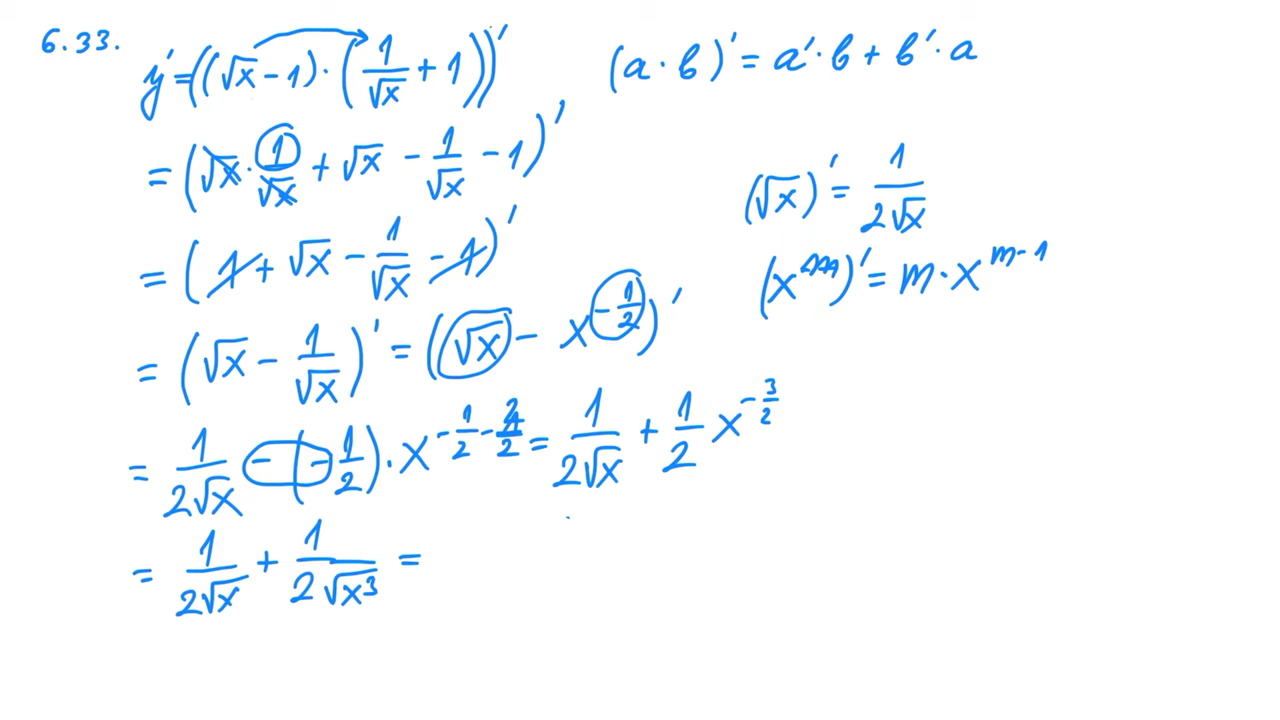 6.33.
y' = ((√x − 1) · (1/√x + 1))'
(a · b)' = a' · b + b' · a
= (√x · 1/√x + √x − 1/√x − 1)'
(√x)' = 1/(2√x)
= (1 + √x − 1/√x − 1)'
(x^m)' = m · x^(m−1)
= (√x − 1/√x)' = (√x − x^(−1/2))'
= 1/(2√x) − (−1/2) · x^(−1/2 − 2/2) = 1/(2√x) + 1/2 x^(−3/2)
= 1/(2√x) + 1/(2√x³) =